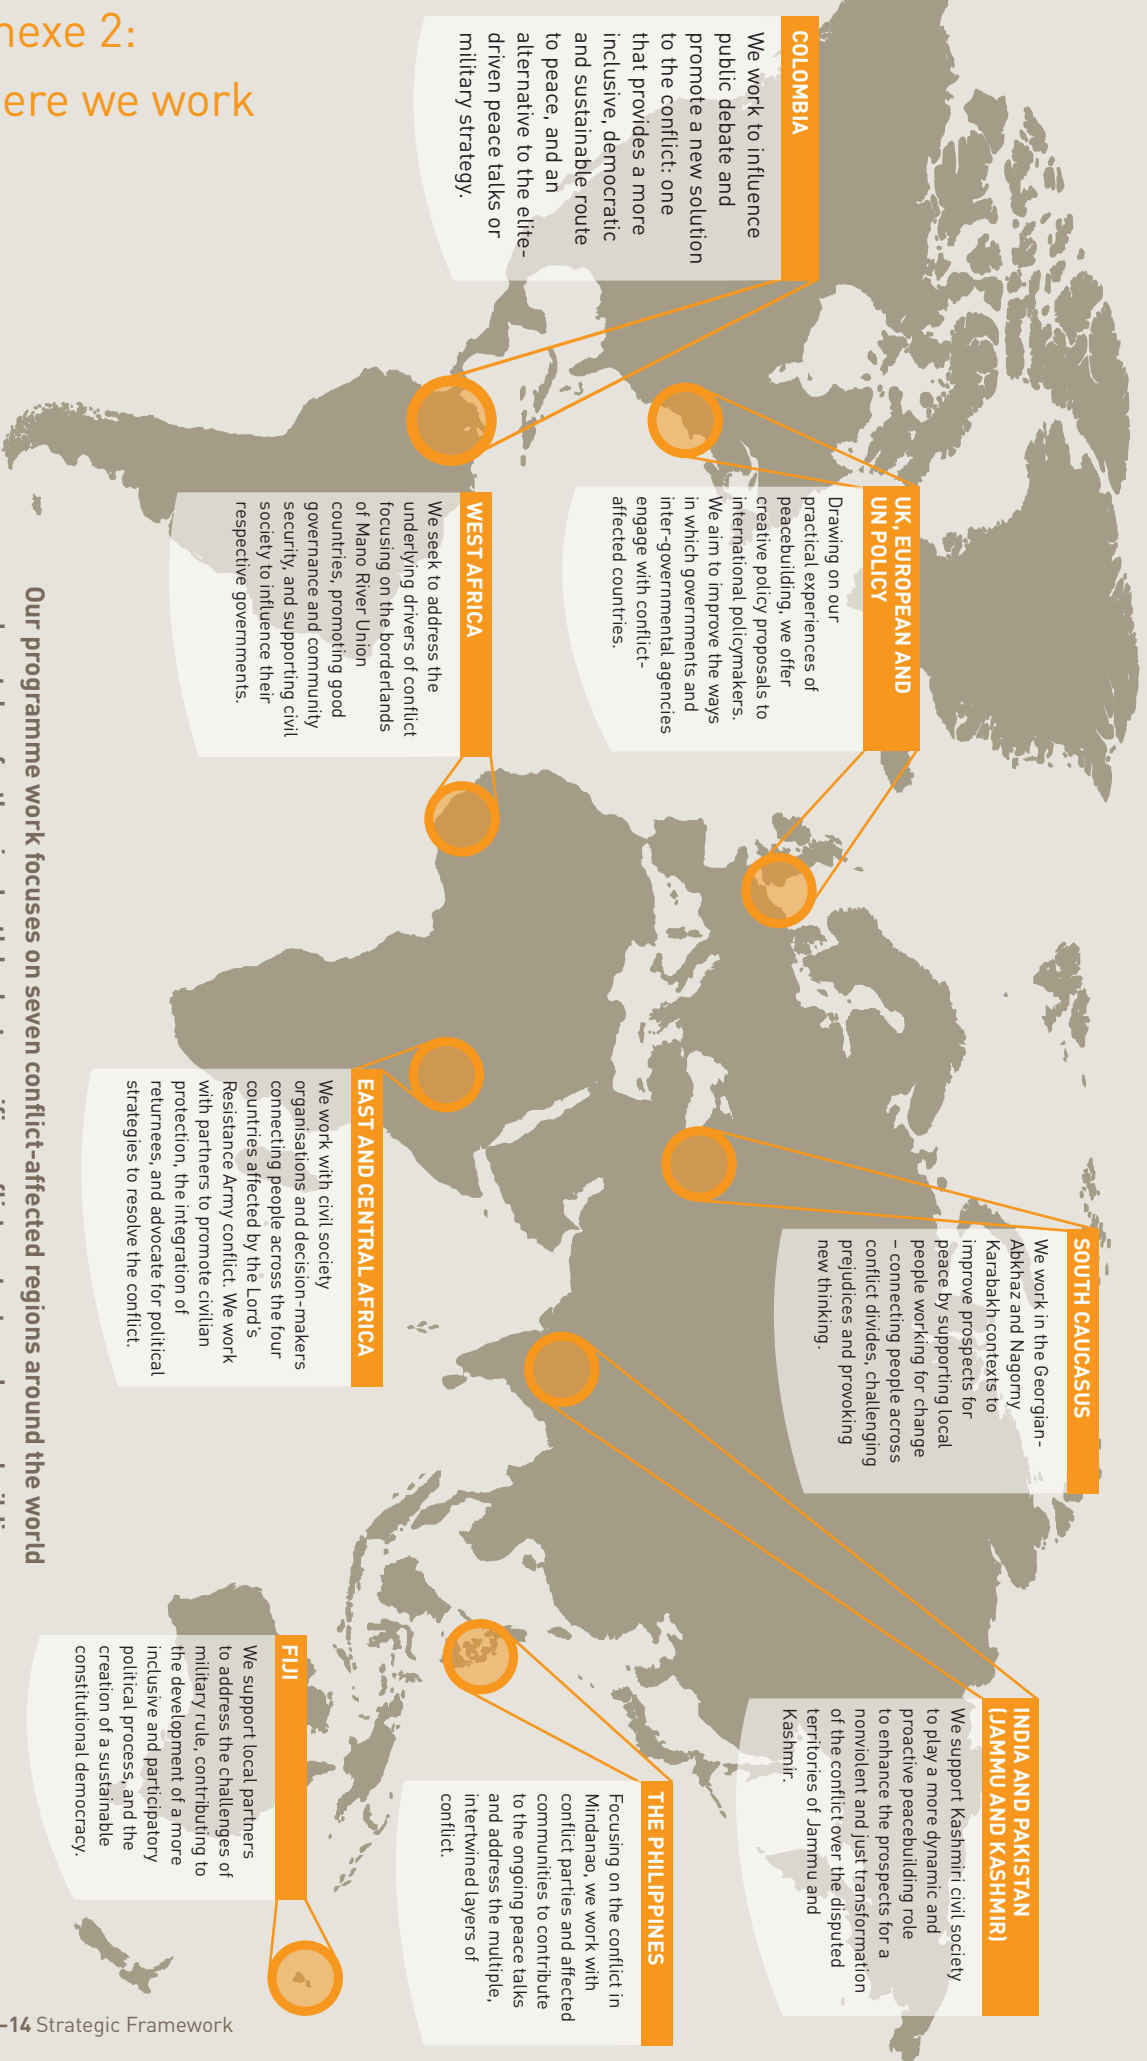 nexe 2:
ere we work
COLOMBIA
We work to influence
public debate and
promote a new solution
to the conflict: one
that provides a more
inclusive, democratic
and sustainable route
to peace, and an
alternative to the elite-
driven peace talks or
military strategy.
UK, EUROPEAN AND
UN POLICY
Drawing on our
practical experiences of
peacebuilding, we offer
creative policy proposals to
international policymakers.
We aim to improve the ways
in which governments and
inter-governmental agencies
engage with conflict-
affected countries.
WEST AFRICA
We seek to address the
underlying drivers of conflict
focusing on the borderlands
of Mano River Union
countries, promoting good
governance and community
security, and supporting civil
society to influence their
respective governments.
EAST AND CENTRAL AFRICA
We work with civil society
organisations and decision-makers
connecting people across the four
countries affected by the Lord's
Resistance Army conflict. We work
with partners to promote civilian
protection, the integration of
returnees, and advocate for political
strategies to resolve the conflict.
SOUTH CAUCASUS
We work in the Georgian-
Abkhaz and Nagorny
Karabakh contexts to
improve prospects for
peace by supporting local
people working for change
– connecting people across
conflict divides, challenging
prejudices and provoking
new thinking.
INDIA AND PAKISTAN
(JAMMU AND KASHMIR)
We support Kashmiri civil society
to play a more dynamic and
proactive peacebuilding role
to enhance the prospects for a
nonviolent and just transformation
of the conflict over the disputed
territories of Jammu and
Kashmir.
THE PHILIPPINES
Focusing on the conflict in
Mindanao, we work with
conflict parties and affected
communities to contribute
to the ongoing peace talks
and address the multiple,
intertwined layers of
conflict.
FIJI
We support local partners
to address the challenges of
military rule, contributing to
the development of a more
inclusive and participatory
political process, and the
creation of a sustainable
constitutional democracy.
Our programme work focuses on seven conflict-affected regions around the world
–14 Strategic Framework